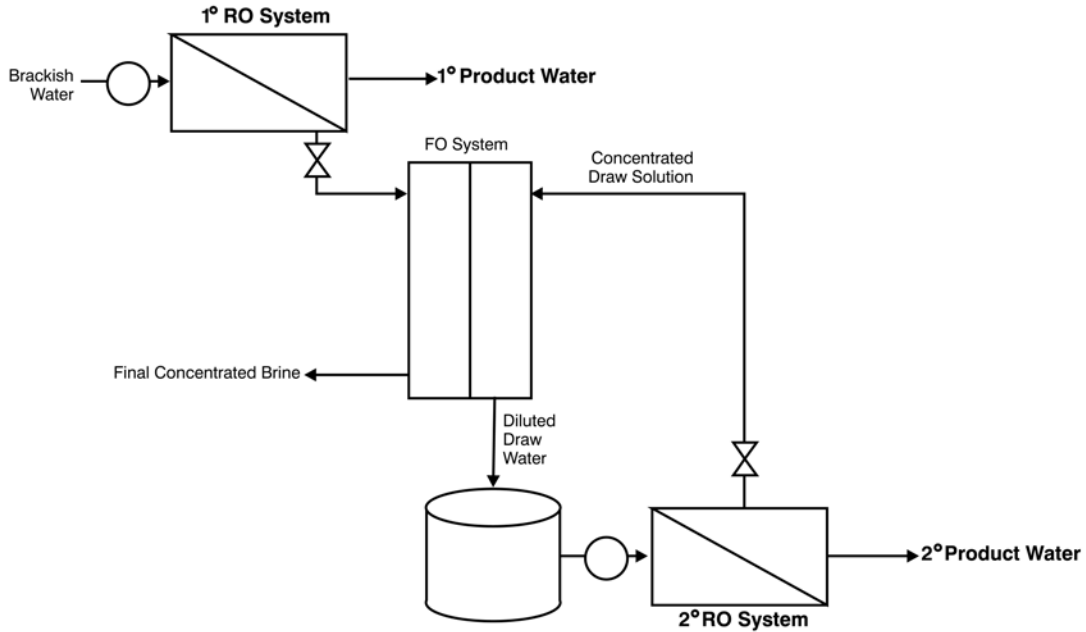 1° RO System
Brackish
Water
1° Product Water
FO System
Concentrated
Draw Solution
Final Concentrated Brine
Diluted
Draw
Water
2° Product Water
2° RO System